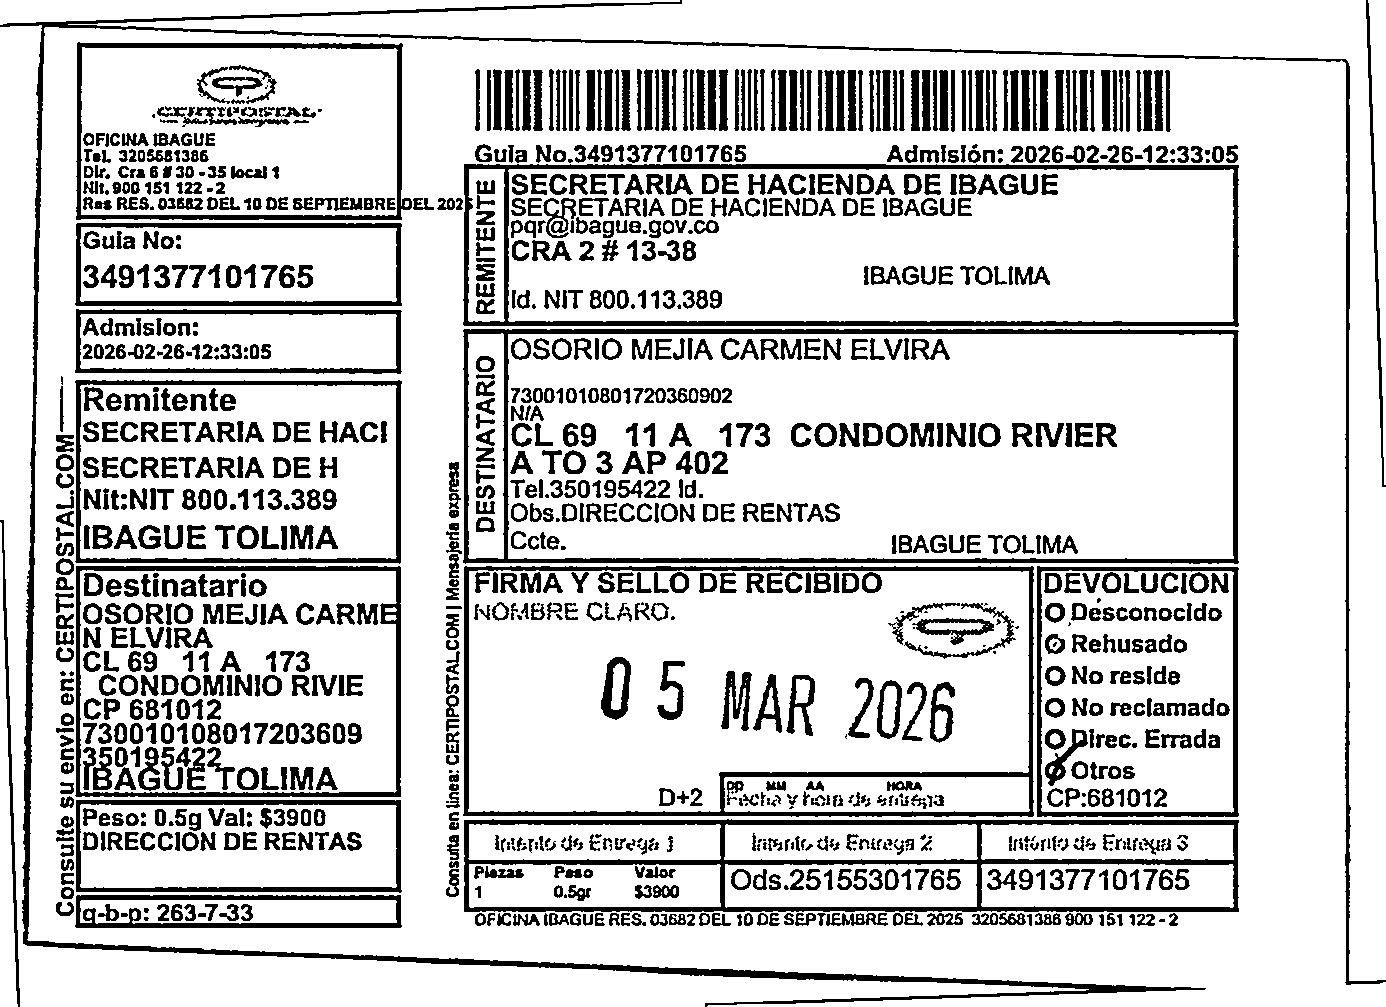 CERTIPOSTAL
OFICINA IBAGUE
Tel. 3205681386
Dir. Cra 6 # 30 - 35 local 1
Nit. 900 151 122 - 2
Res RES. 03682 DEL 10 DE SEPTIEMBRE DEL 2025
Guia No:
3491377101765
Admision:
2026-02-26-12:33:05
Remitente
SECRETARIA DE HACI
SECRETARIA DE H
Nit:NIT 800.113.389
IBAGUE TOLIMA
Destinatario
OSORIO MEJIA CARME
N ELVIRA
CL 69 11 A 173
CONDOMINIO RIVIE
CP 681012
730010108017203609
350195422
IBAGUE TOLIMA
Peso: 0.5g Val: $3900
DIRECCION DE RENTAS
q-b-p: 263-7-33
Consulte su envio en: CERTIPOSTAL.COM
Guia No.3491377101765 Admisión: 2026-02-26-12:33:05
REMITENTE
SECRETARIA DE HACIENDA DE IBAGUE
SECRETARIA DE HACIENDA DE IBAGUE
pqr@ibague.gov.co
CRA 2 # 13-38
IBAGUE TOLIMA
Id. NIT 800.113.389
DESTINATARIO
OSORIO MEJIA CARMEN ELVIRA
73001010801720360902
N/A
CL 69 11 A 173 CONDOMINIO RIVIER
A TO 3 AP 402
Tel.350195422 Id.
Obs.DIRECCION DE RENTAS
Ccte. IBAGUE TOLIMA
FIRMA Y SELLO DE RECIBIDO
NOMBRE CLARO.
05 MAR 2026
D+2
DD MM AA HORA
Fecha y hora de entrega
DEVOLUCION
Desconocido
Rehusado
No reside
No reclamado
Direc. Errada
Otros
CP:681012
Intento de Entrega 1 Intento de Entrega 2 Intento de Entrega 3
Piezas Peso Valor
1 0.5gr $3900
Ods.25155301765 3491377101765
OFICINA IBAGUE RES. 03682 DEL 10 DE SEPTIEMBRE DEL 2025 3205681386 900 151 122 - 2
Consulta en linea: CERTIPOSTAL.COM | Mensajeria expresa